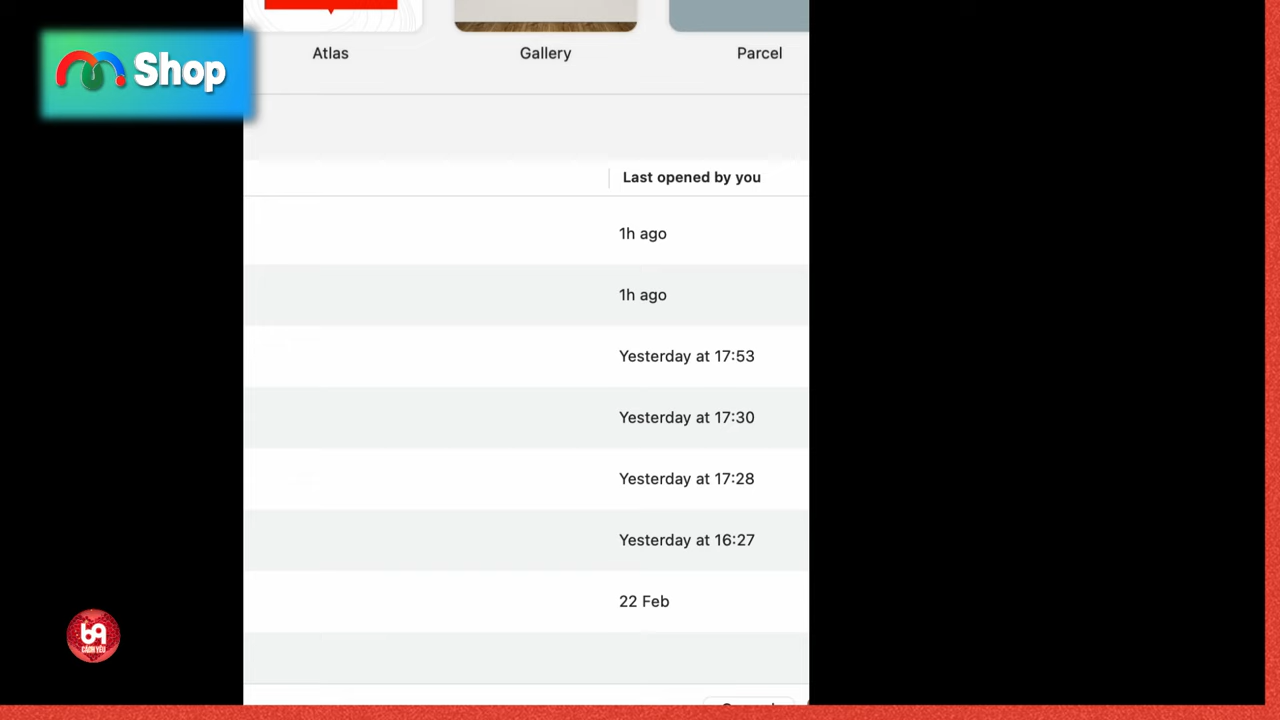 Shop
Atlas
Gallery
Parcel
Last opened by you
1h ago
1h ago
Yesterday at 17:53
Yesterday at 17:30
Yesterday at 17:28
Yesterday at 16:27
22 Feb